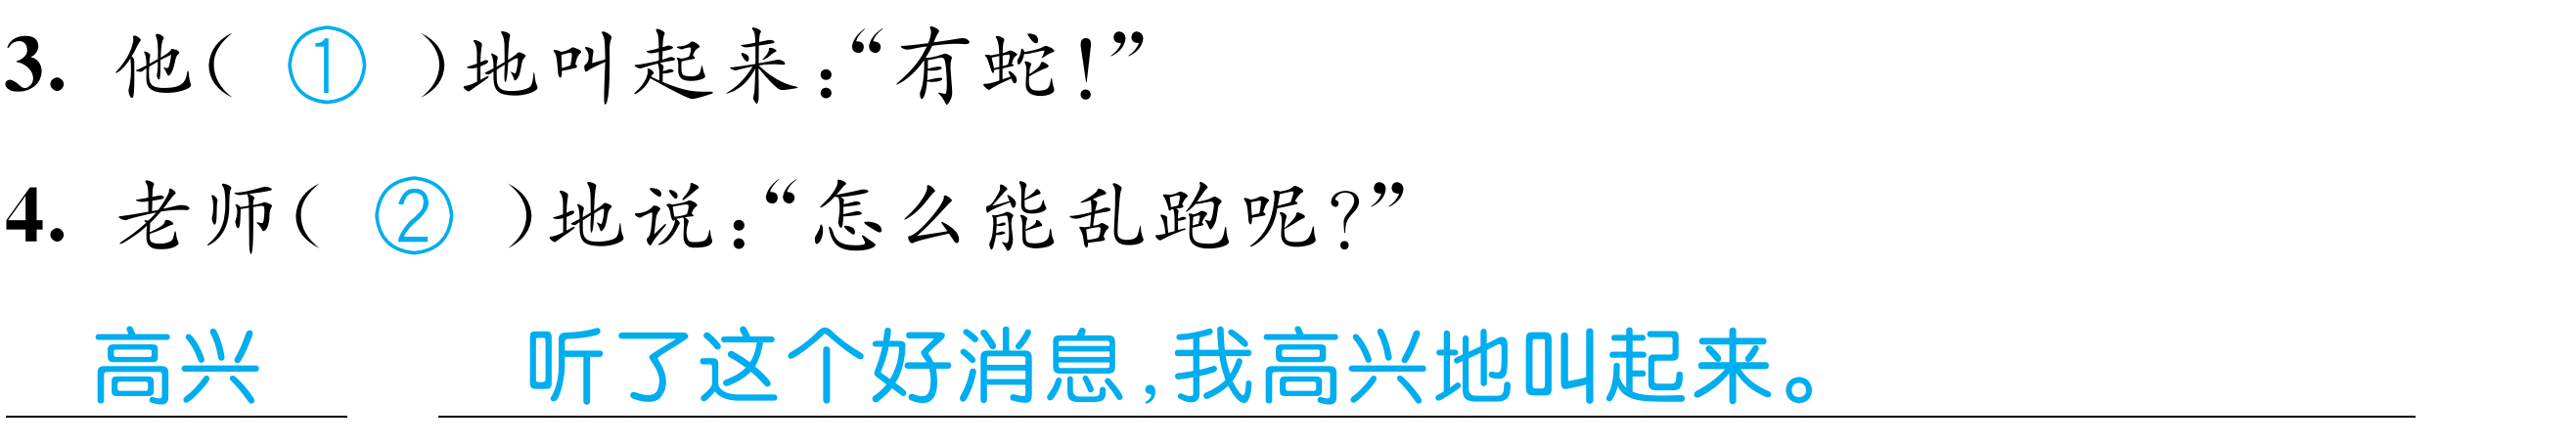 3. 他( ① )地叫起来:“有蛇!”
4. 老师( ② )地说:“怎么能乱跑呢?”
高兴 听了这个好消息,我高兴地叫起来。